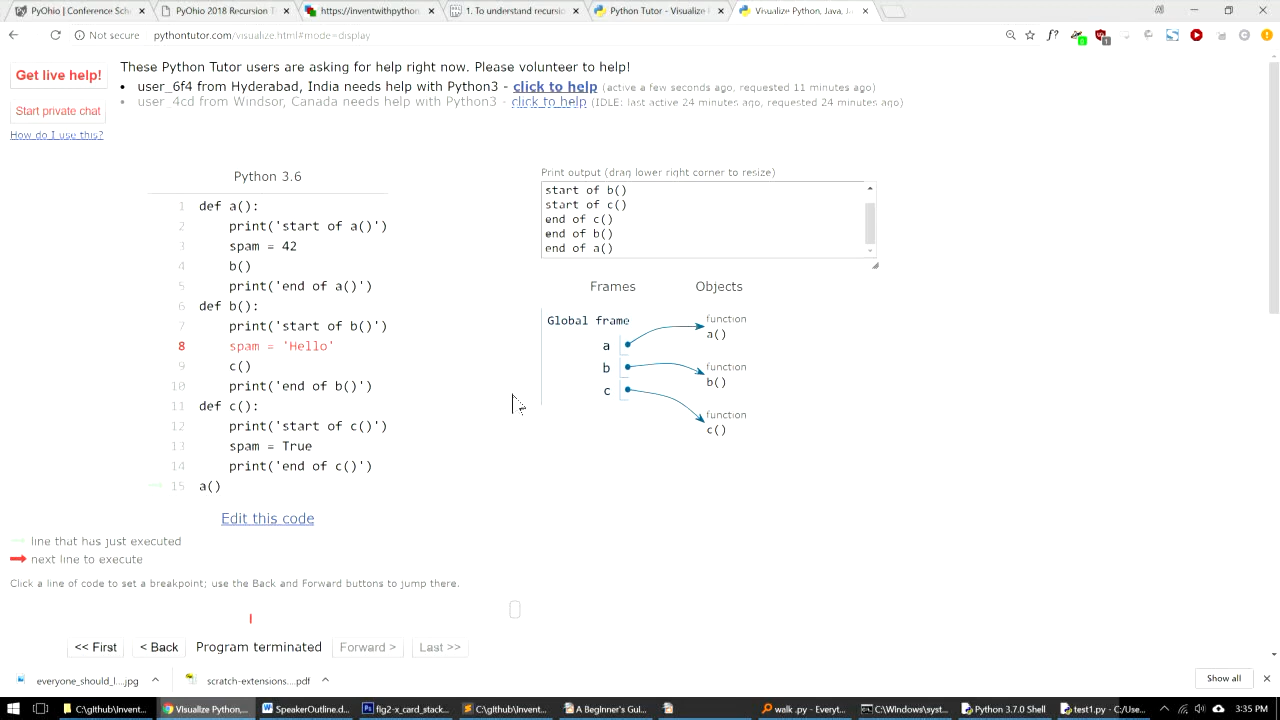 PyOhio | Conference Sch
PyOhio 2018 Recursion T
https://inventwithpython
1. To understand recursio
Python Tutor - Visualize P
Visualize Python, Java, Ja
Not secure pythontutor.com/visualize.html#mode=display
Get live help!
Start private chat
How do I use this?
These Python Tutor users are asking for help right now. Please volunteer to help!
user_6f4 from Hyderabad, India needs help with Python3 - click to help (active a few seconds ago, requested 11 minutes ago)
user_4cd from Windsor, Canada needs help with Python3 - click to help (IDLE: last active 24 minutes ago, requested 24 minutes ago)
Python 3.6
1 def a():
2 print('start of a()')
3 spam = 42
4 b()
5 print('end of a()')
6 def b():
7 print('start of b()')
8 spam = 'Hello'
9 c()
10 print('end of b()')
11 def c():
12 print('start of c()')
13 spam = True
14 print('end of c()')
15 a()
Edit this code
line that has just executed
next line to execute
Click a line of code to set a breakpoint; use the Back and Forward buttons to jump there.
<< First
< Back
Program terminated
Forward >
Last >>
Print output (drag lower right corner to resize)
start of b()
start of c()
end of c()
end of b()
end of a()
Frames
Objects
Global frame
a
b
c
function
a()
function
b()
function
c()
everyone_should_l....jpg
scratch-extensions....pdf
Show all
C:\github\Invent...
Visualize Python,...
SpeakerOutline.d...
fig2-x_card_stack...
C:\github\Invent...
A Beginner's Gui...
walk .py - Everyt...
C:\WINDOWS\syst...
Python 3.7.0 Shell
test1.py - C:/Use...
3:35 PM